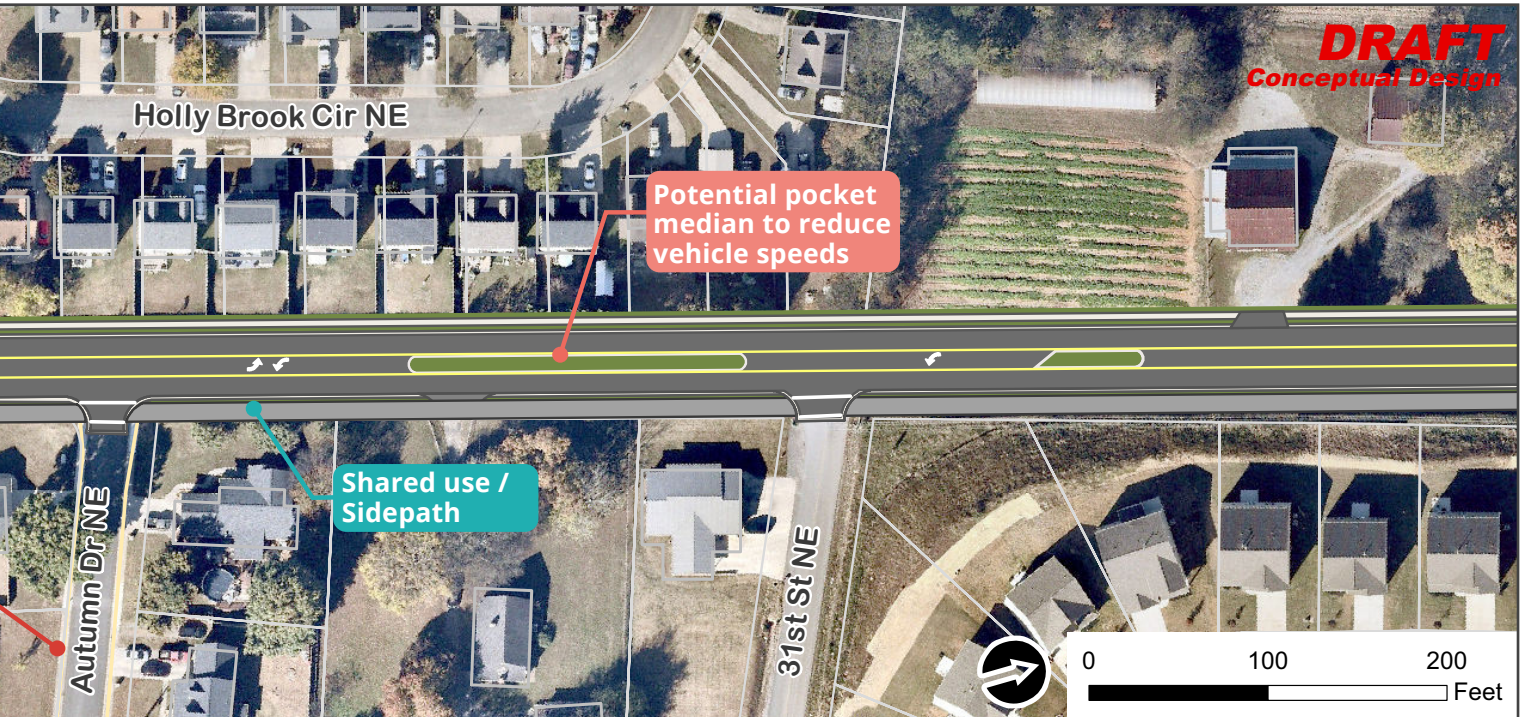 DRAFT
Conceptual Design
Holly Brook Cir NE
Potential pocket
median to reduce
vehicle speeds
Shared use /
Sidepath
Autumn Dr NE
31st St NE
0 100 200
Feet